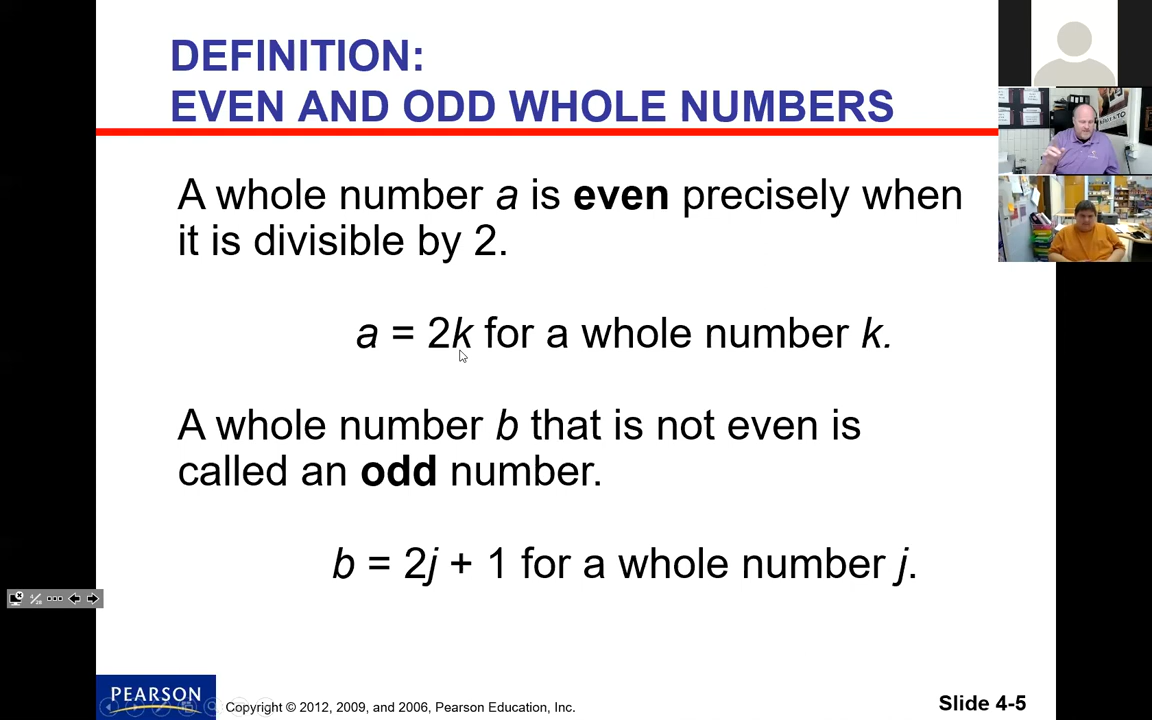 DEFINITION:
EVEN AND ODD WHOLE NUMBERS
A whole number a is even precisely when
it is divisible by 2.
a = 2k for a whole number k.
A whole number b that is not even is
called an odd number.
b = 2j + 1 for a whole number j.
PEARSON
Copyright © 2012, 2009, and 2006, Pearson Education, Inc.
Slide 4-5